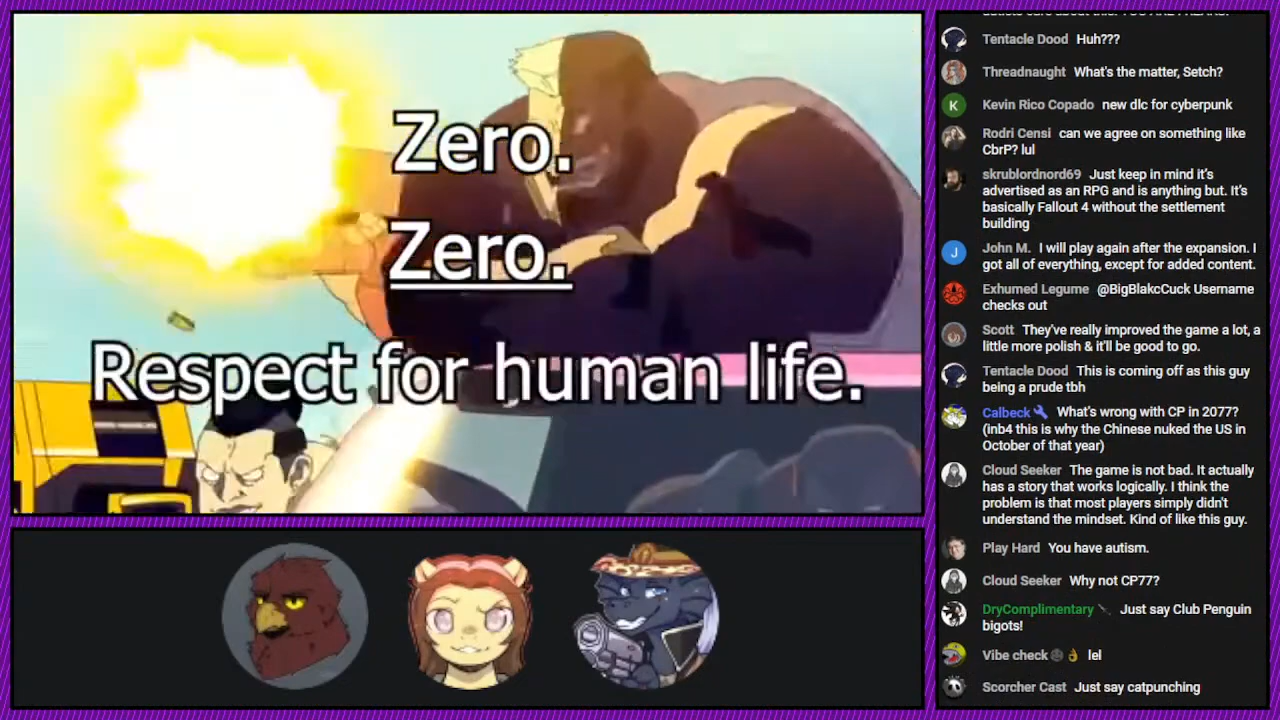 Zero.
Zero.
Respect for human life.
Tentacle Dood Huh???
Threadnaught What's the matter, Setch?
K
Kevin Rico Copado new dlc for cyberpunk
Rodri Censi can we agree on something like
CbrP? lul
skrublordnord69 Just keep in mind it's
advertised as an RPG and is anything but. It's
basically Fallout 4 without the settlement
building
J
John M. I will play again after the expansion. I
got all of everything, except for added content.
Exhumed Legume @BigBlakcCuck Username
checks out
Scott They've really improved the game a lot, a
little more polish & it'll be good to go.
Tentacle Dood This is coming off as this guy
being a prude tbh
Calbeck What's wrong with CP in 2077?
(inb4 this is why the Chinese nuked the US in
October of that year)
Cloud Seeker The game is not bad. It actually
has a story that works logically. I think the
problem is that most players simply didn't
understand the mindset. Kind of like this guy.
Play Hard You have autism.
Cloud Seeker Why not CP77?
DryComplimentary Just say Club Penguin
bigots!
Vibe check lel
Scorcher Cast Just say catpunching